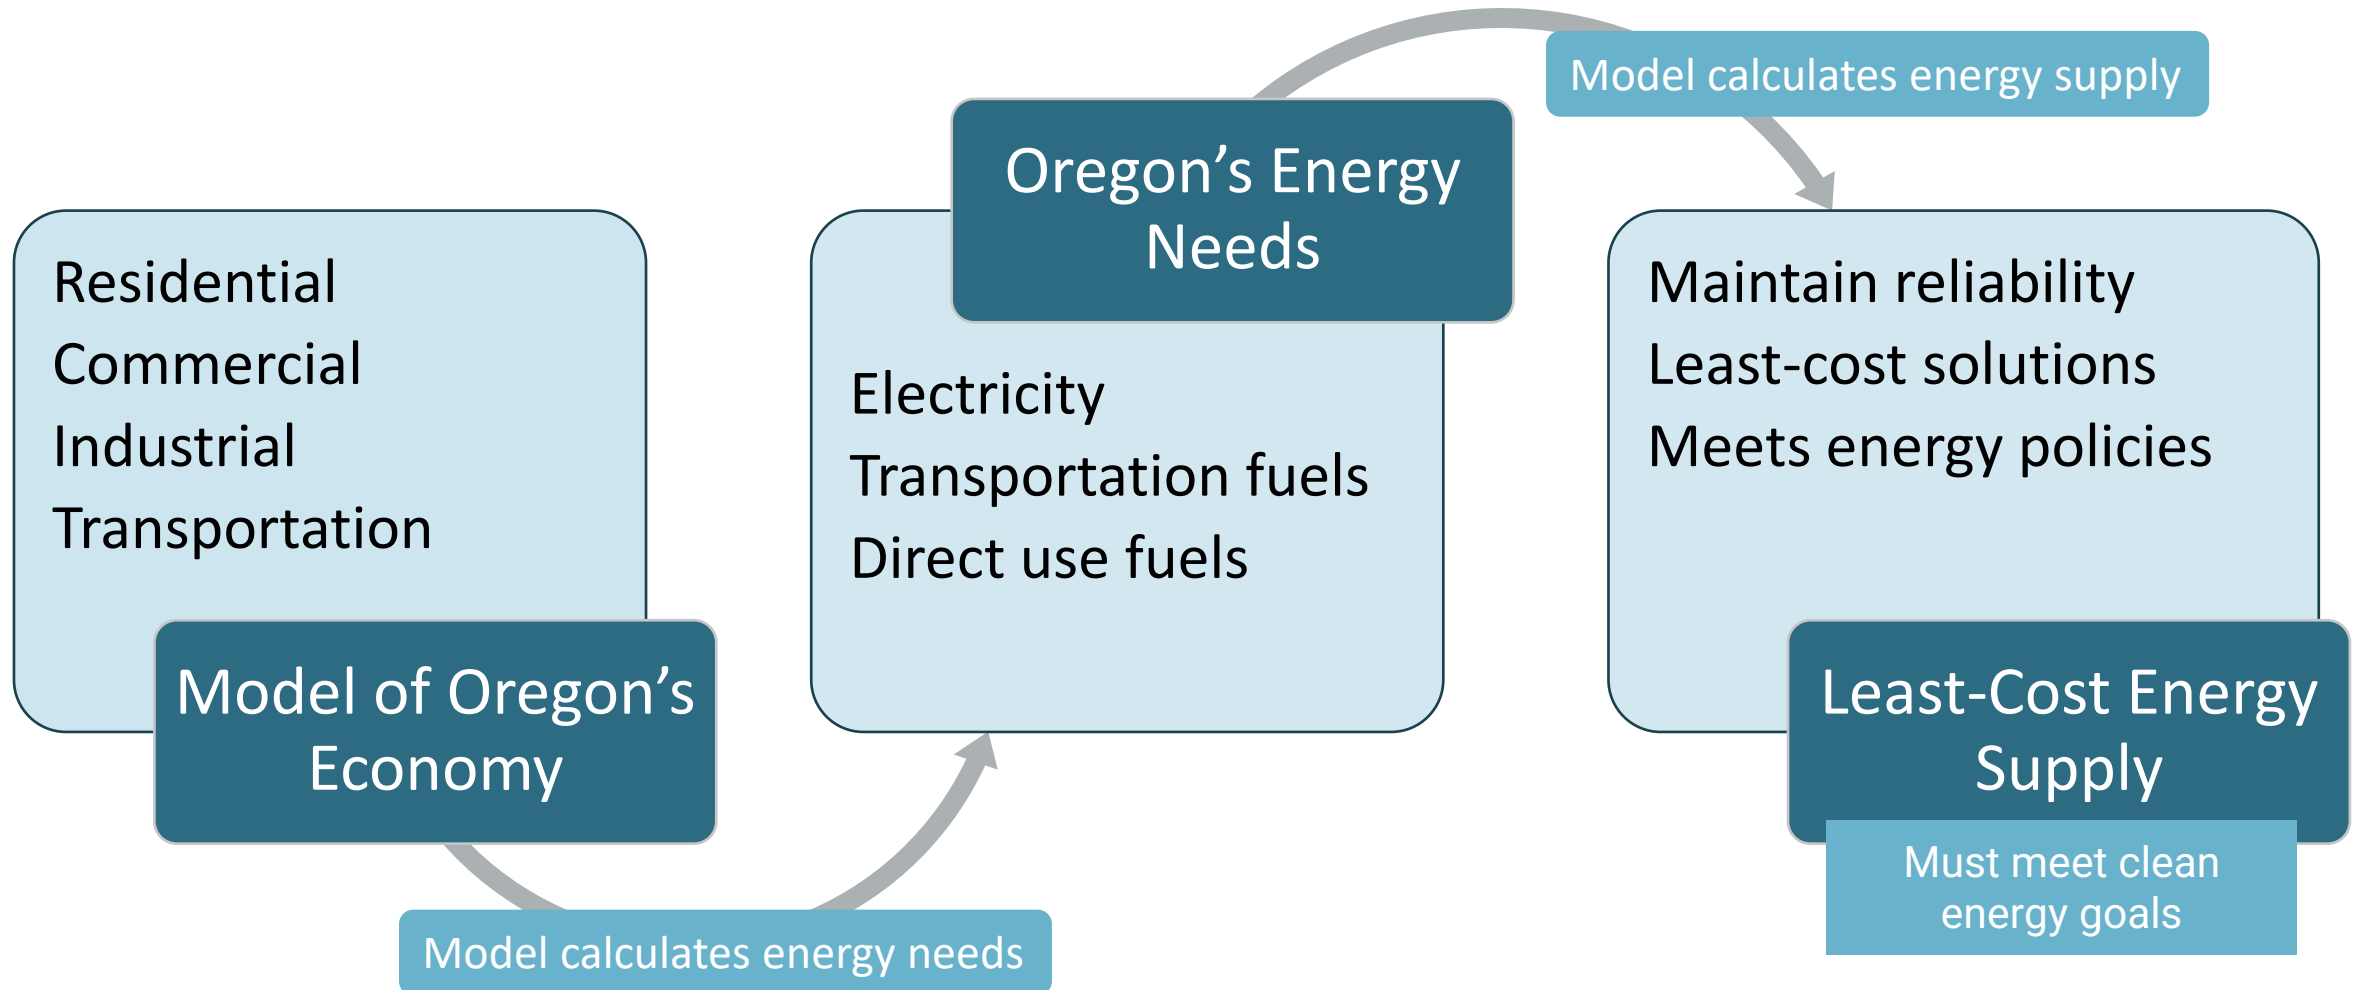 Residential
Commercial
Industrial
Transportation
Model of Oregon’s
Economy
Model calculates energy needs
Oregon’s Energy
Needs
Electricity
Transportation fuels
Direct use fuels
Model calculates energy supply
Maintain reliability
Least-cost solutions
Meets energy policies
Least-Cost Energy
Supply
Must meet clean
energy goals